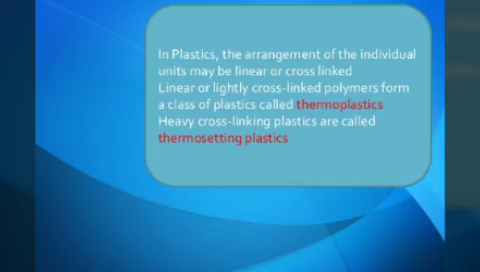 In Plastics, the arrangement of the individual
units may be linear or cross linked
Linear or lightly cross-linked polymers form
a class of plastics called thermoplastics
Heavy cross-linking plastics are called
thermosetting plastics